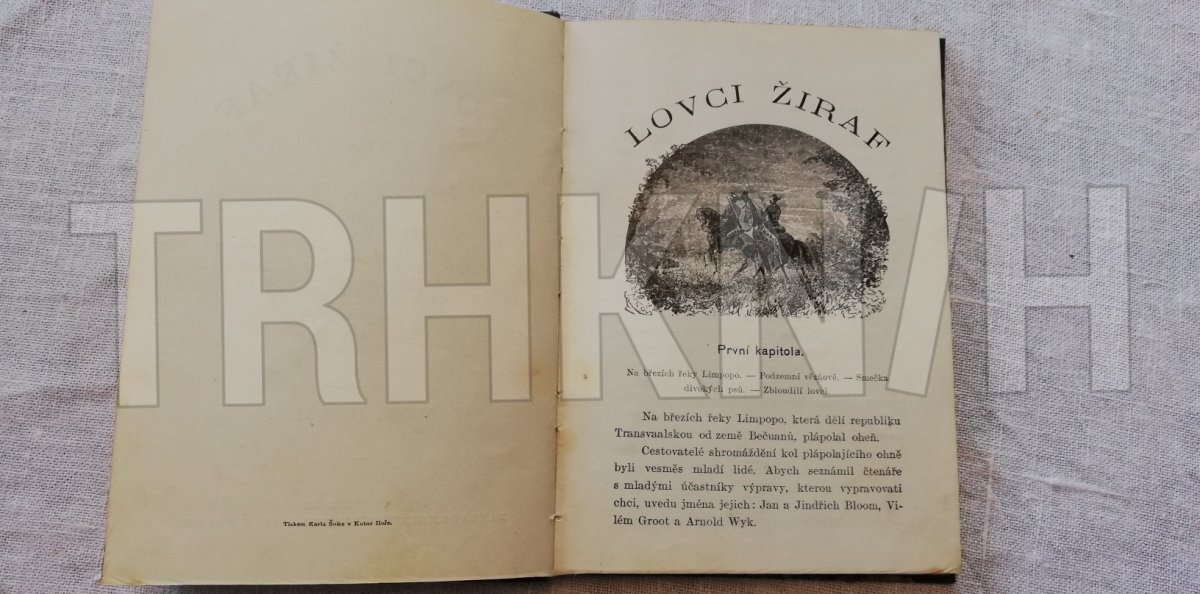 Tiskem Karla Šolce v Kutné Hoře.
LOVCI ŽIRAF
První kapitola.
Na březích řeky Limpopo. — Podzemní vězňové. — Smečka
divokých psů. — Zbloudilí lovci.
Na březích řeky Limpopo, která dělí republiku
Transvaalskou od země Bečuanů, plápolal oheň.
Cestovatelé shromáždění kol plápolajícího ohně
byli vesměs mladí lidé. Abych seznámil čtenáře
s mladými účastníky výpravy, kterou vypravovati
chci, uvedu jména jejich: Jan a Jindřich Bloom, Vi-
lém Groot a Arnold Wyk.
TRHKNIH